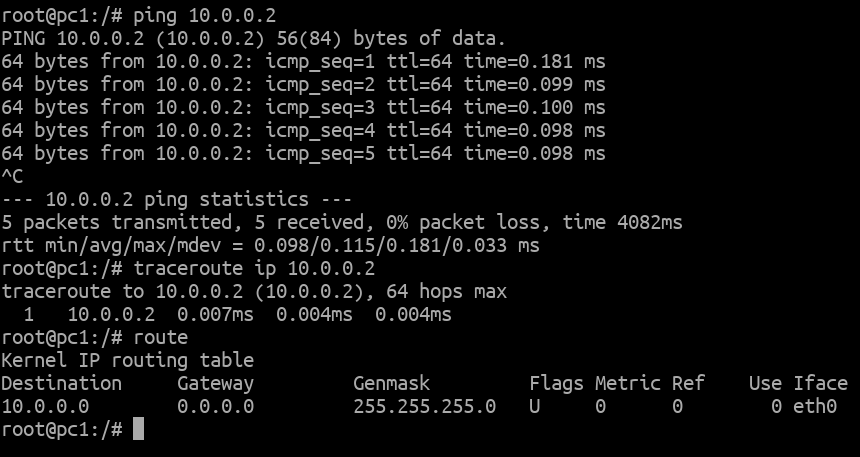 root@pc1:/# ping 10.0.0.2
PING 10.0.0.2 (10.0.0.2) 56(84) bytes of data.
64 bytes from 10.0.0.2: icmp_seq=1 ttl=64 time=0.181 ms
64 bytes from 10.0.0.2: icmp_seq=2 ttl=64 time=0.099 ms
64 bytes from 10.0.0.2: icmp_seq=3 ttl=64 time=0.100 ms
64 bytes from 10.0.0.2: icmp_seq=4 ttl=64 time=0.098 ms
64 bytes from 10.0.0.2: icmp_seq=5 ttl=64 time=0.098 ms
^C
--- 10.0.0.2 ping statistics ---
5 packets transmitted, 5 received, 0% packet loss, time 4082ms
rtt min/avg/max/mdev = 0.098/0.115/0.181/0.033 ms
root@pc1:/# traceroute ip 10.0.0.2
traceroute to 10.0.0.2 (10.0.0.2), 64 hops max
  1   10.0.0.2  0.007ms  0.004ms  0.004ms
root@pc1:/# route
Kernel IP routing table
Destination     Gateway         Genmask         Flags Metric Ref    Use Iface
10.0.0.0        0.0.0.0         255.255.255.0   U     0      0        0 eth0
root@pc1:/#